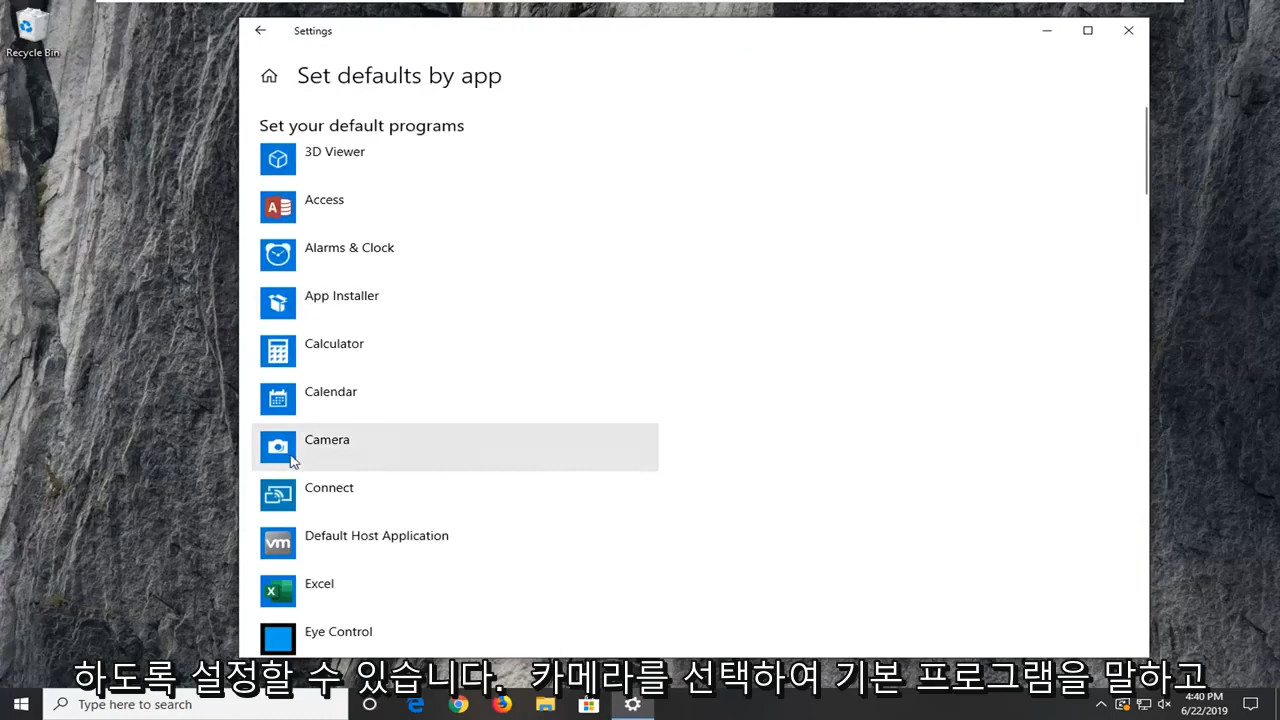 Recycle Bin
Settings
Set defaults by app
Set your default programs
3D Viewer
Access
Alarms & Clock
App Installer
Calculator
Calendar
Camera
Connect
vm
Default Host Application
Excel
Eye Control
하도록 설정할 수 있습니다. 카메라를 선택하여 기본 프로그램을 말하고
Type here to search
4:40 PM
6/22/2019